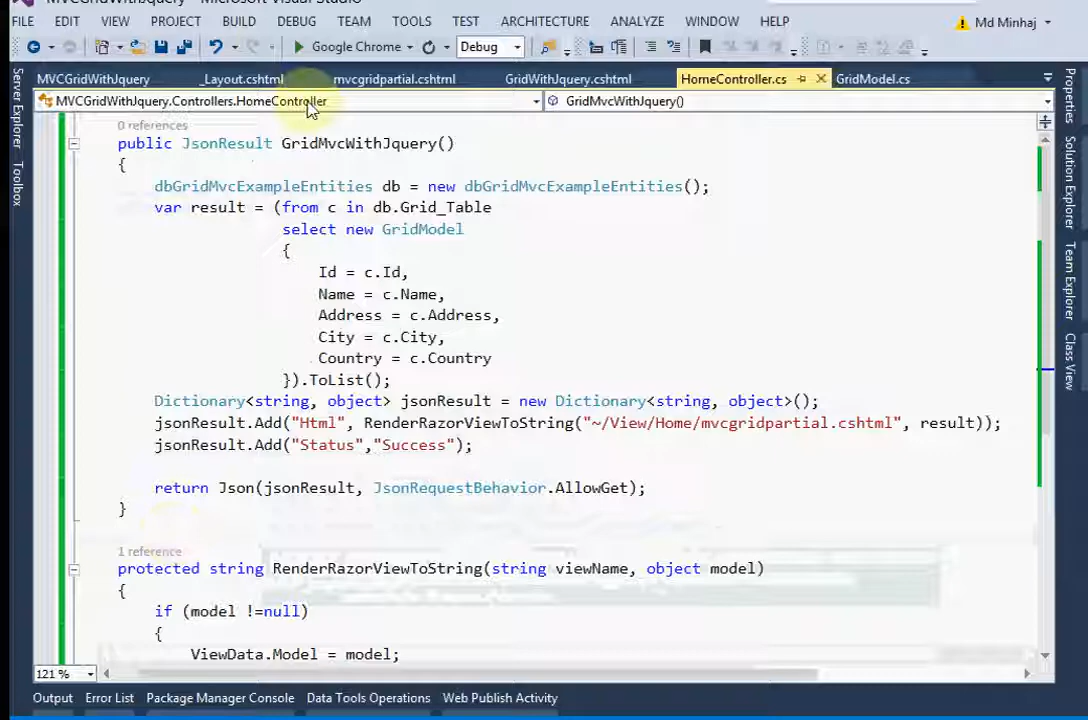 MVCGridWithJquery - Microsoft Visual Studio
FILE EDIT VIEW PROJECT BUILD DEBUG TEAM TOOLS TEST ARCHITECTURE ANALYZE WINDOW HELP Md Minhaj
Google Chrome Debug
MVCGridWithJquery _Layout.cshtml mvcgridpartial.cshtml GridWithJquery.cshtml HomeController.cs GridModel.cs
MVCGridWithJquery.Controllers.HomeController GridMvcWithJquery()
0 references
public JsonResult GridMvcWithJquery()
{
dbGridMvcExampleEntities db = new dbGridMvcExampleEntities();
var result = (from c in db.Grid_Table
select new GridModel
{
Id = c.Id,
Name = c.Name,
Address = c.Address,
City = c.City,
Country = c.Country
}).ToList();
Dictionary<string, object> jsonResult = new Dictionary<string, object>();
jsonResult.Add("Html", RenderRazorViewToString("~/View/Home/mvcgridpartial.cshtml", result));
jsonResult.Add("Status","Success");
return Json(jsonResult, JsonRequestBehavior.AllowGet);
}
1 reference
protected string RenderRazorViewToString(string viewName, object model)
{
if (model !=null)
{
ViewData.Model = model;
121 %
Output Error List Package Manager Console Data Tools Operations Web Publish Activity
Server Explorer
Toolbox
Properties
Solution Explorer
Team Explorer
Class View